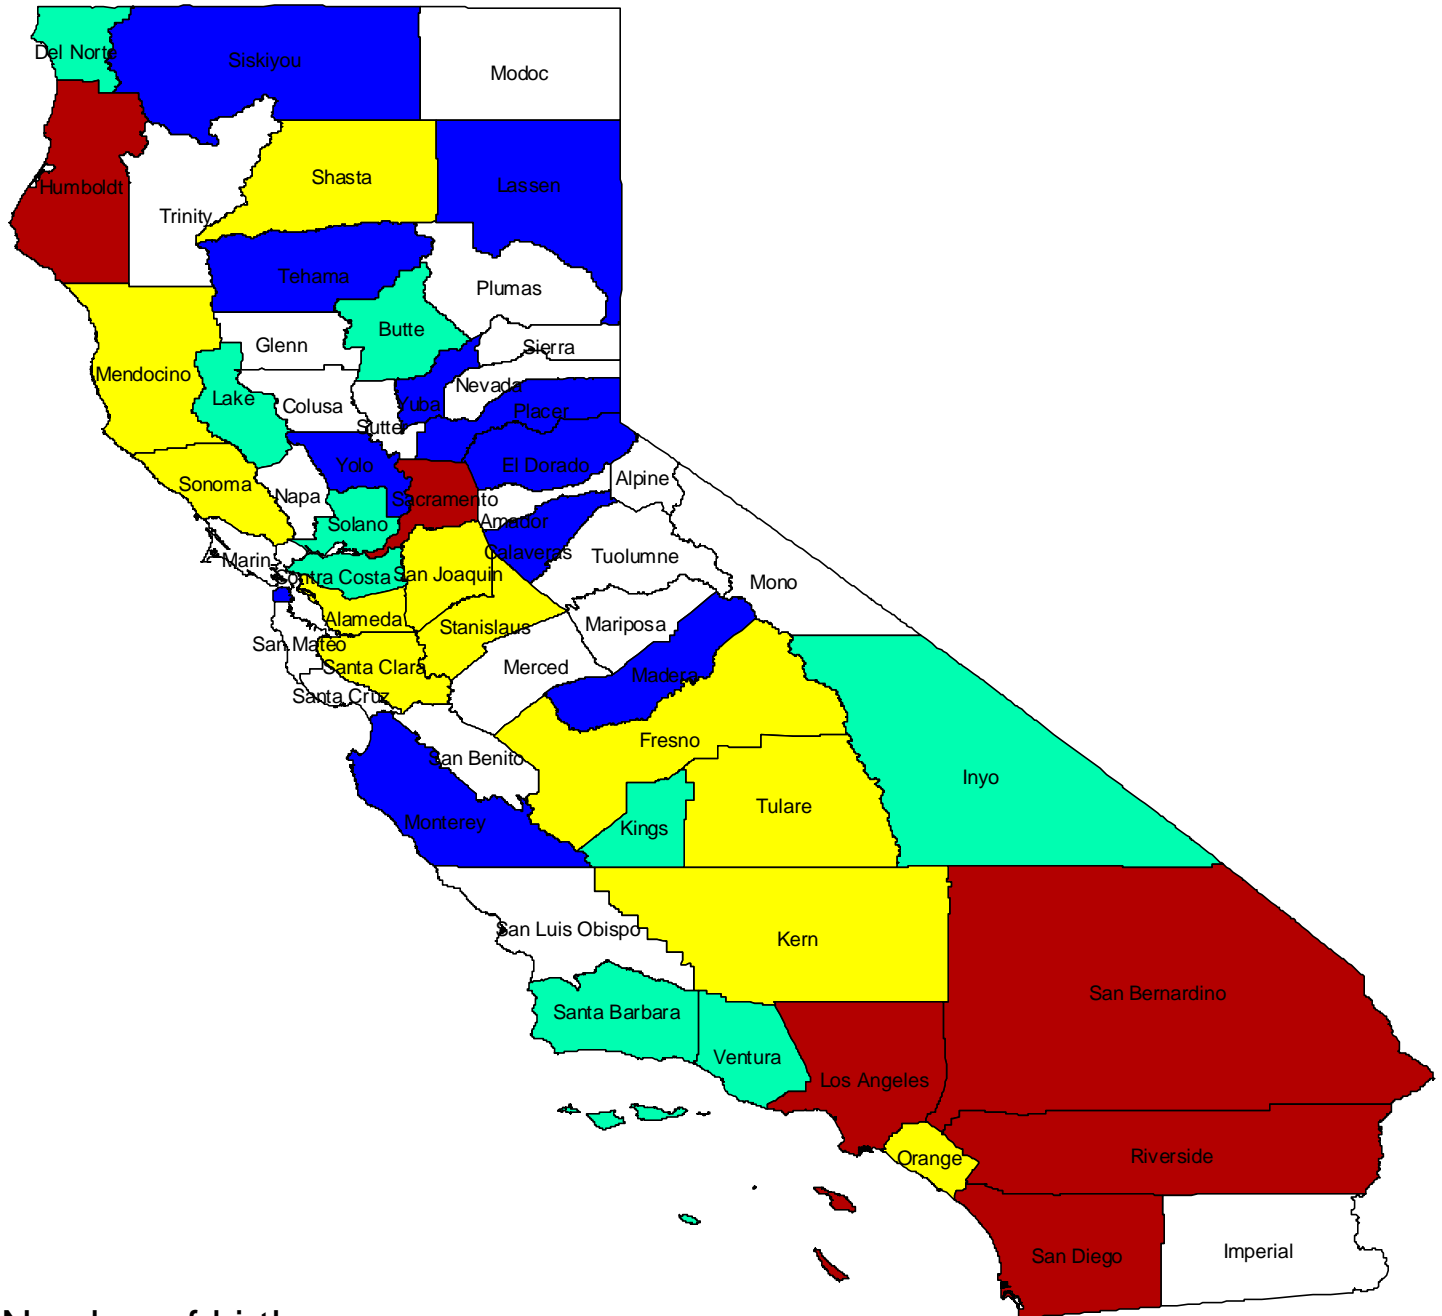 Del Norte
Siskiyou
Modoc
Humboldt
Trinity
Shasta
Lassen
Tehama
Plumas
Butte
Glenn
Sierra
Mendocino
Lake
Colusa
Nevada
Yuba
Placer
Sutter
Yolo
El Dorado
Sonoma
Napa
Sacramento
Alpine
Solano
Amador
Marin
Calaveras
Tuolumne
Contra Costa
San Joaquin
Mono
Alameda
Stanislaus
Mariposa
San Mateo
Santa Clara
Merced
Madera
Santa Cruz
San Benito
Fresno
Inyo
Monterey
Kings
Tulare
San Luis Obispo
Kern
San Bernardino
Santa Barbara
Ventura
Los Angeles
Orange
Riverside
San Diego
Imperial